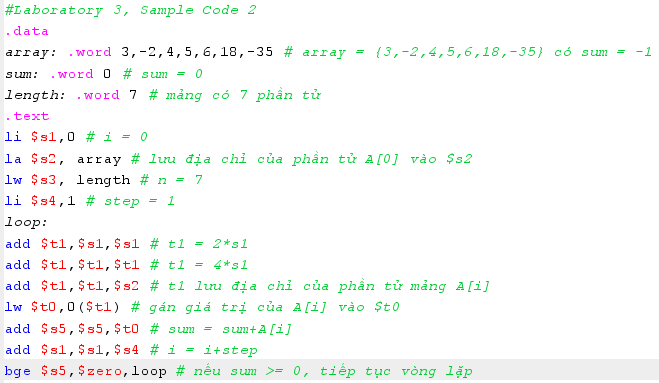 #Laboratory 3, Sample Code 2
.data
array: .word 3,-2,4,5,6,18,-35 # array = {3,-2,4,5,6,18,-35} có sum = -1
sum: .word 0 # sum = 0
length: .word 7 # mảng có 7 phần tử
.text
li $s1,0 # i = 0
la $s2, array # lưu địa chỉ của phần tử A[0] vào $s2
lw $s3, length # n = 7
li $s4,1 # step = 1
loop:
add $t1,$s1,$s1 # t1 = 2*s1
add $t1,$t1,$t1 # t1 = 4*s1
add $t1,$t1,$s2 # t1 lưu địa chỉ của phần tử mảng A[i]
lw $t0,0($t1) # gán giá trị của A[i] vào $t0
add $s5,$s5,$t0 # sum = sum+A[i]
add $s1,$s1,$s4 # i = i+step
bge $s5,$zero,loop # nếu sum >= 0, tiếp tục vòng lặp